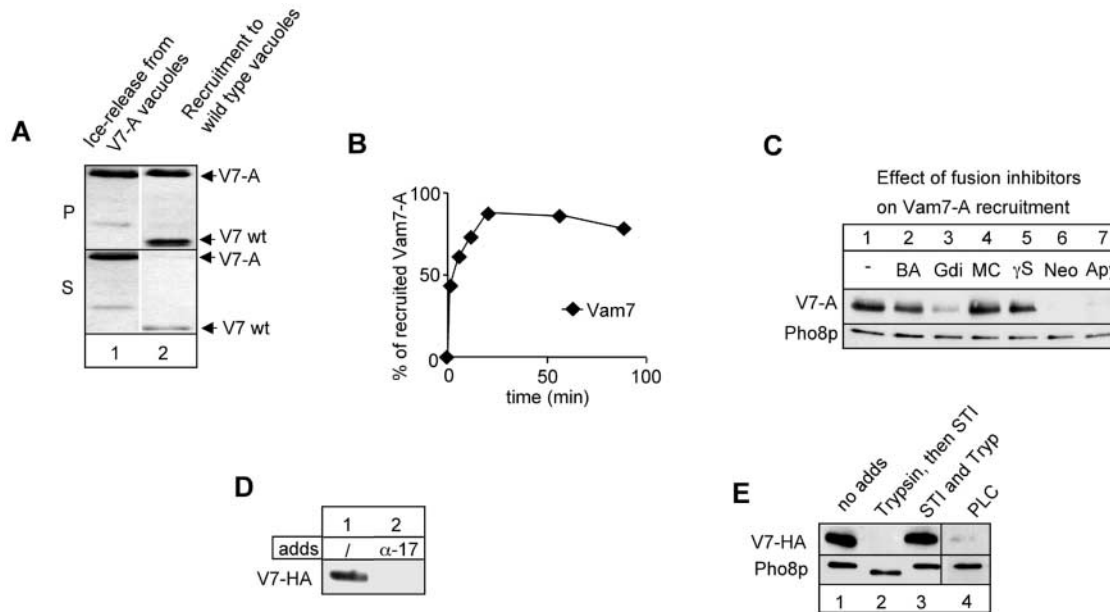 A
Ice-release from
V7-A vacuoles
Recruitment to
wild type vacuoles
P
S
V7-A
V7 wt
V7-A
V7 wt
1 2
B
% of recruited Vam7-A
100
50
0
0 50 100
time (min)
Vam7
C
Effect of fusion inhibitors
on Vam7-A recruitment
1 2 3 4 5 6 7
- BA Gdi MC γS Neo Apy
V7-A
Pho8p
D
1 2
adds / α-17
V7-HA
E
no adds
Trypsin, then STI
STI and Tryp
PLC
V7-HA
Pho8p
1 2 3 4